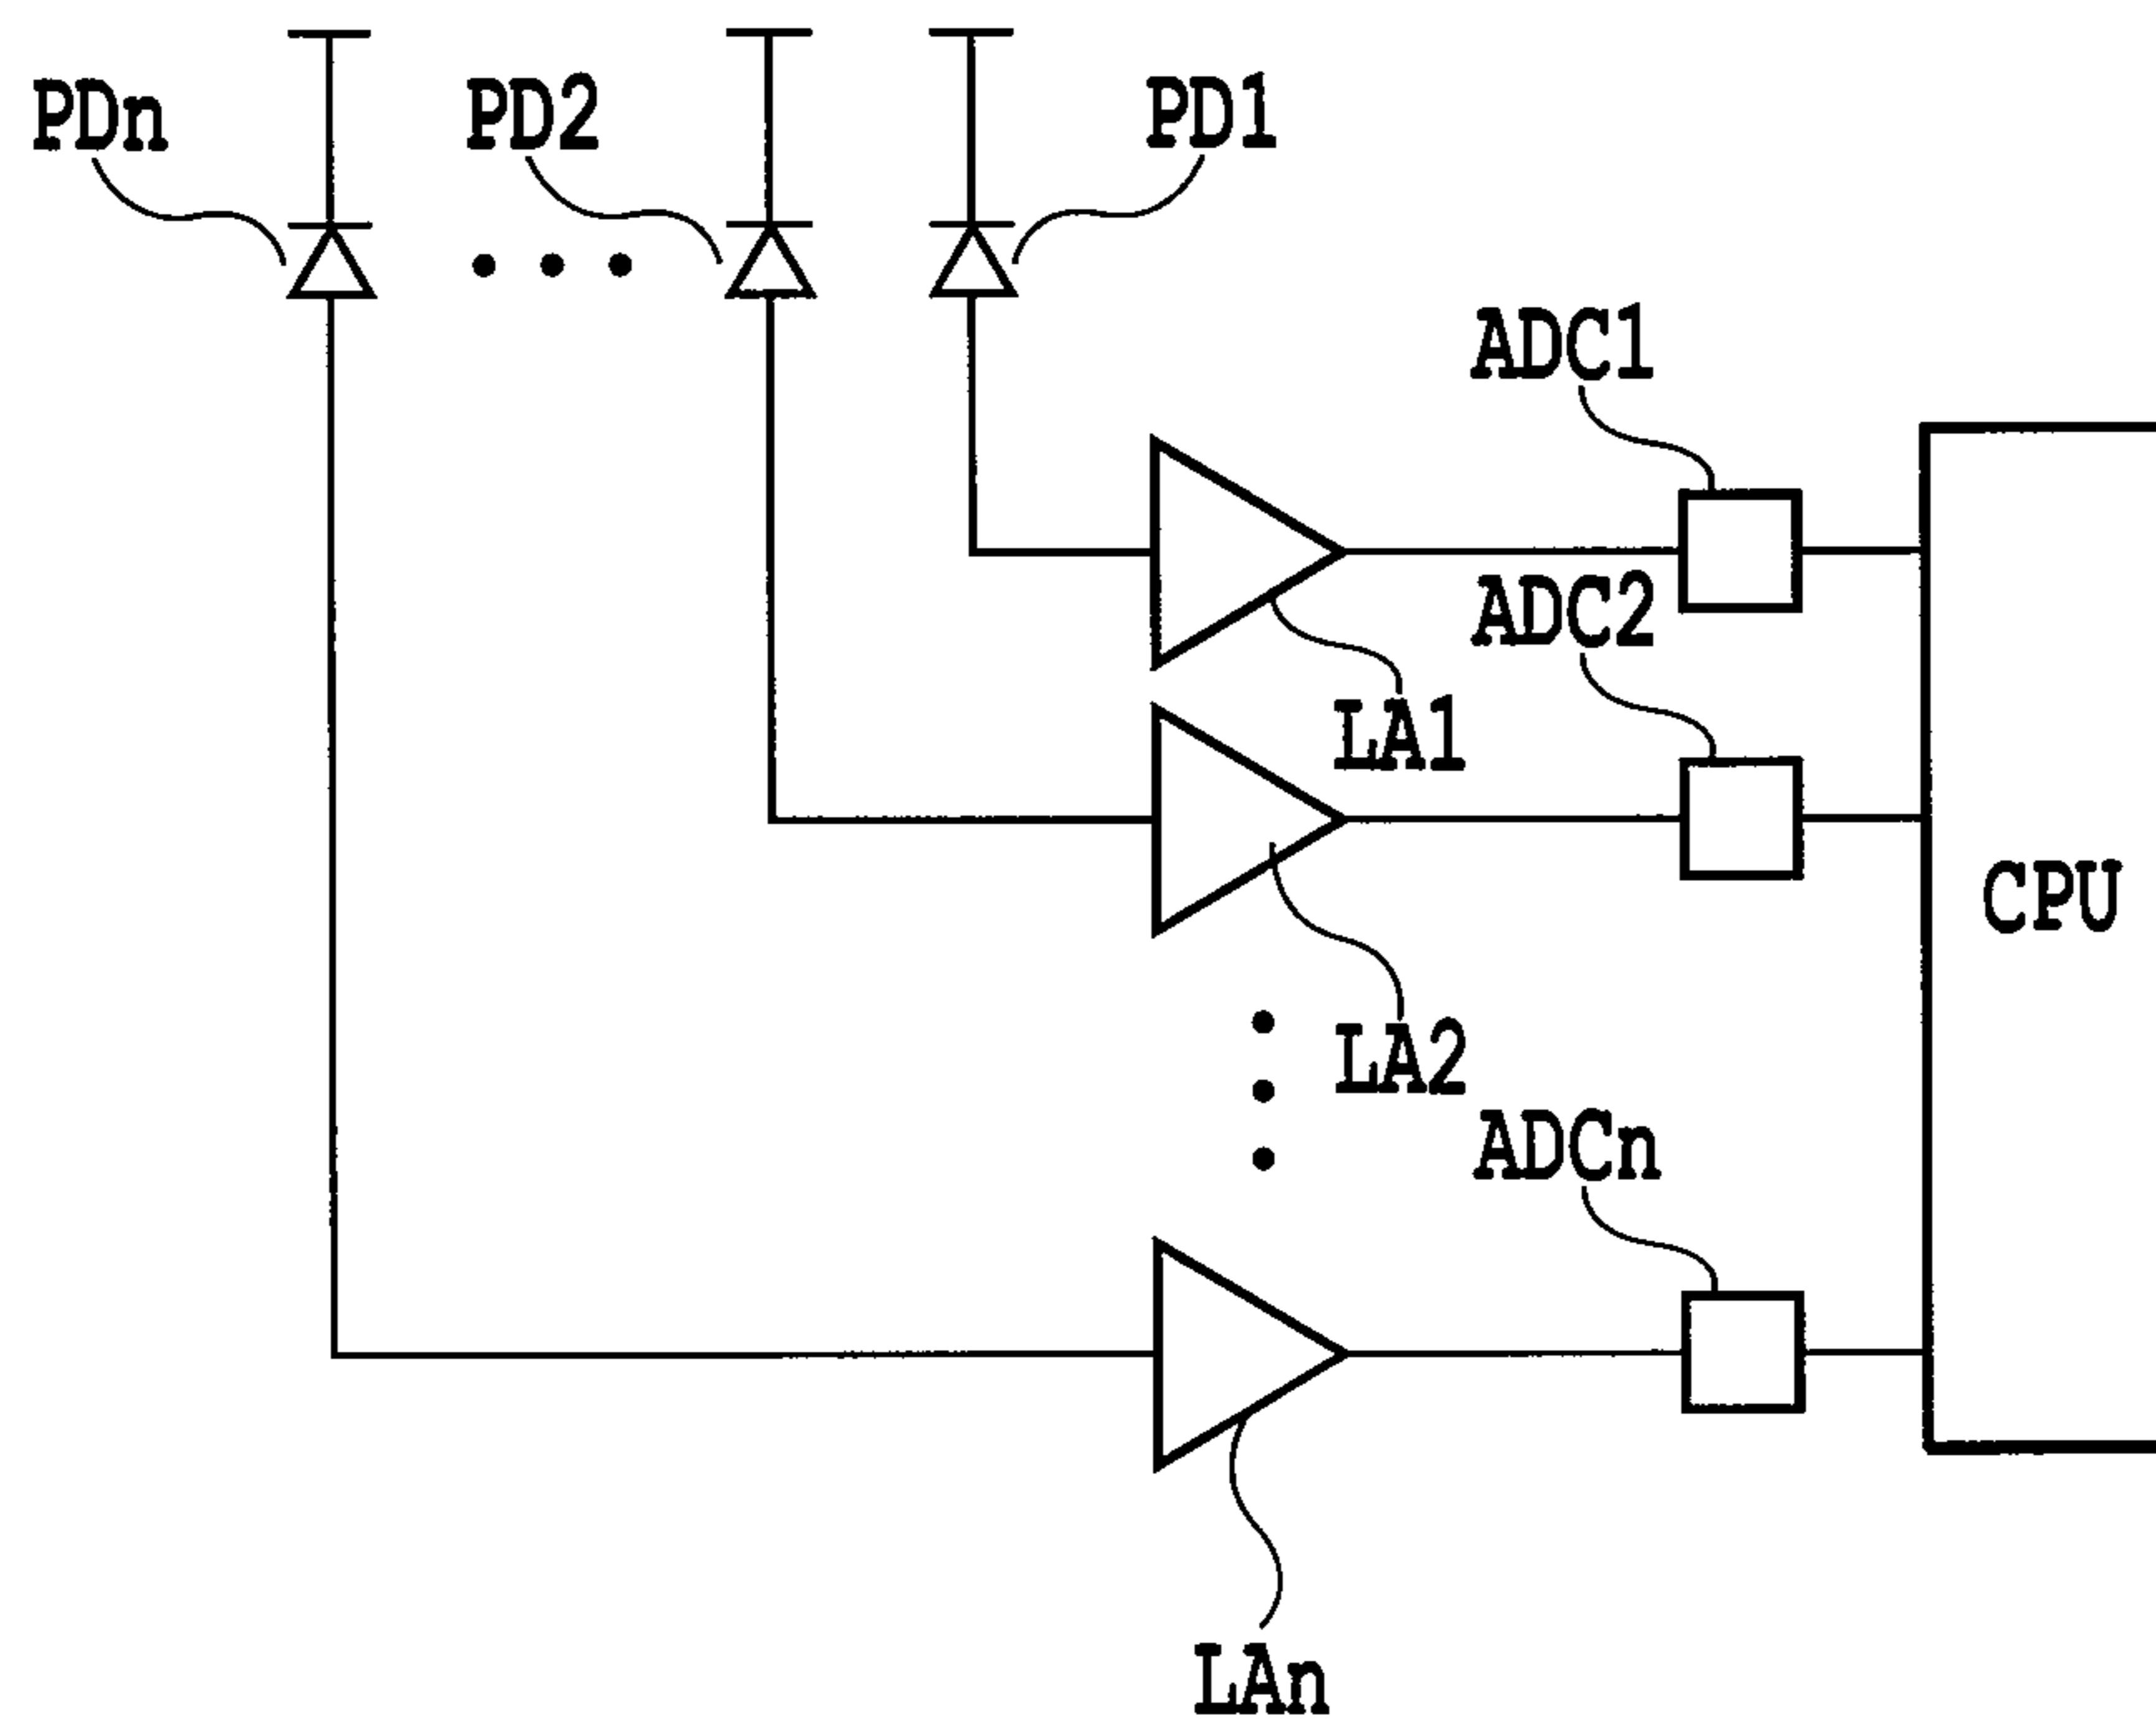 PDn
PD2
PD1
ADC1
ADC2
LA1
CPU
LA2
ADCn
LAn